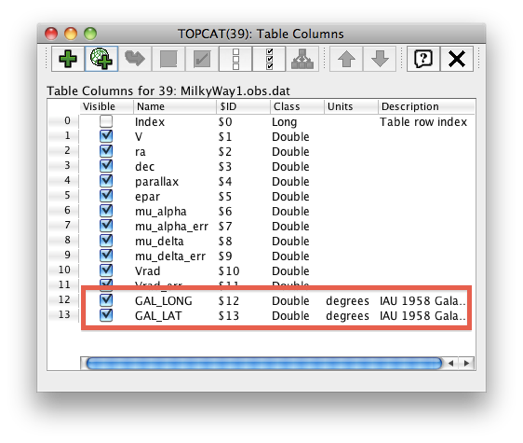 TOPCAT(39): Table Columns
Table Columns for 39: MilkyWay1.obs.dat
Visible Name $ID Class Units Description
0 Index $0 Long Table row index
1 V $1 Double
2 ra $2 Double
3 dec $3 Double
4 parallax $4 Double
5 epar $5 Double
6 mu_alpha $6 Double
7 mu_alpha_err $7 Double
8 mu_delta $8 Double
9 mu_delta_err $9 Double
10 Vrad $10 Double
11 Vrad_err $11 Double
12 GAL_LONG $12 Double degrees IAU 1958 Gala..
13 GAL_LAT $13 Double degrees IAU 1958 Gala..